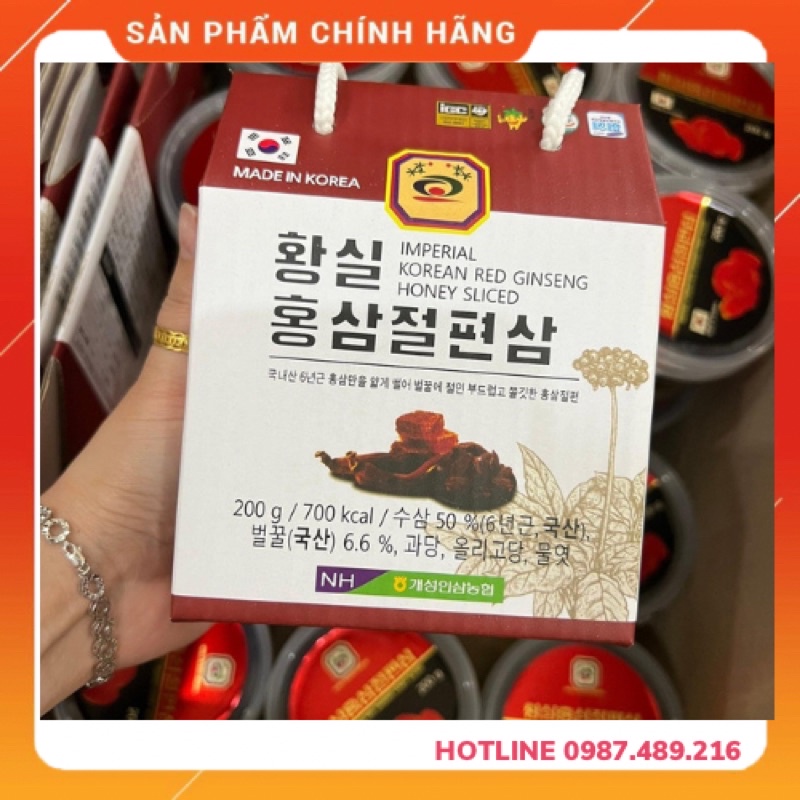 SẢN PHẨM CHÍNH HÃNG
MADE IN KOREA
황실
IMPERIAL
KOREAN RED GINSENG
HONEY SLICED
홍삼절편삼
국내산 6년근 홍삼만을 얇게 썰어 벌꿀에 절인 부드럽고 쫄깃한 홍삼절편
200 g / 700 kcal / 수삼 50 %(6년근, 국산),
벌꿀(국산) 6.6 %, 과당, 올리고당, 물엿
NH 개성인삼농협
HOTLINE 0987.489.216